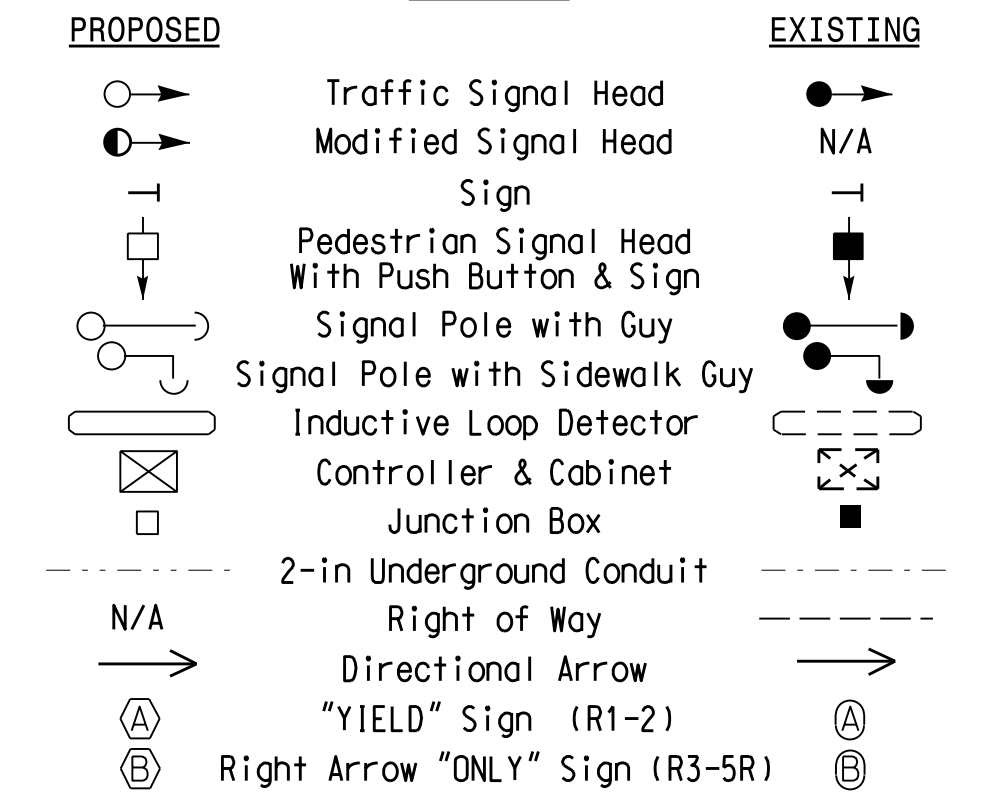 PROPOSED EXISTING
Traffic Signal Head
Modified Signal Head N/A
Sign
Pedestrian Signal Head
With Push Button & Sign
Signal Pole with Guy
Signal Pole with Sidewalk Guy
Inductive Loop Detector
Controller & Cabinet
Junction Box
2-in Underground Conduit
N/A Right of Way
Directional Arrow
A "YIELD" Sign (R1-2) A
B Right Arrow "ONLY" Sign (R3-5R) B